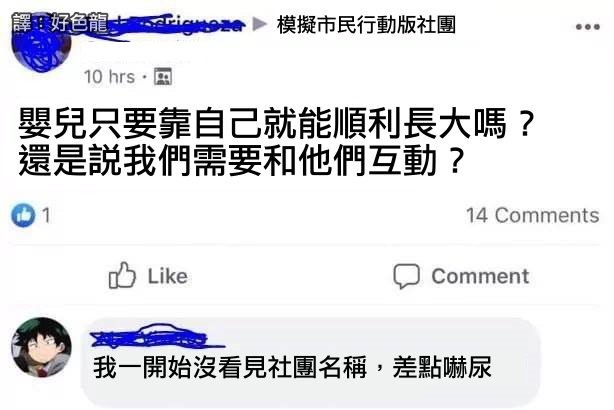 譯：好色龍 ▶ 模擬市民行動版社團
10 hrs ·
嬰兒只要靠自己就能順利長大嗎？
還是說我們需要和他們互動？
1
14 Comments
Like
Comment
我一開始沒看見社團名稱，差點嚇尿